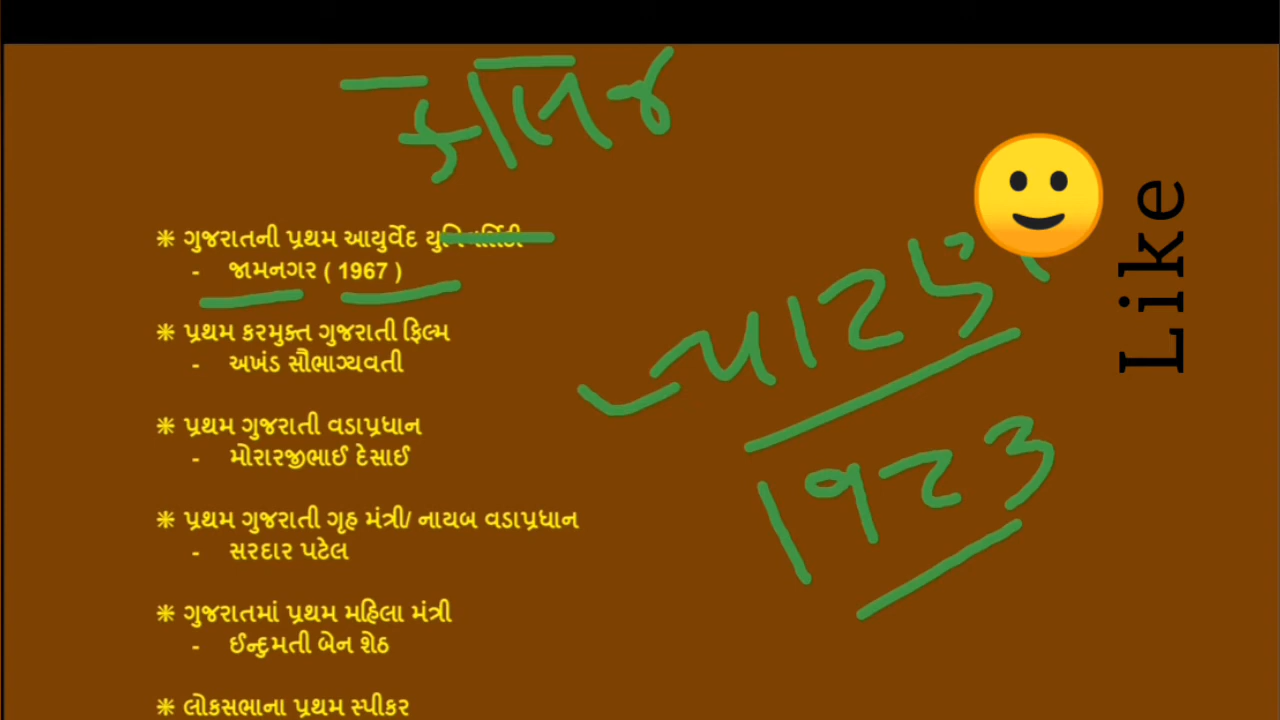 કોલેજ
❋ ગુજરાતની પ્રથમ આયુર્વેદ યુનિવર્સિટી
- જામનગર ( 1967 )
❋ પ્રથમ કરમુક્ત ગુજરાતી ફિલ્મ
- અખંડ સૌભાગ્યવતી
❋ પ્રથમ ગુજરાતી વડાપ્રધાન
- મોરારજીભાઈ દેસાઈ
❋ પ્રથમ ગુજરાતી ગૃહ મંત્રી/ નાયબ વડાપ્રધાન
- સરદાર પટેલ
❋ ગુજરાતમાં પ્રથમ મહિલા મંત્રી
- ઈન્દુમતી બેન શેઠ
❋ લોકસભાના પ્રથમ સ્પીકર
૧૯૨૩
Like